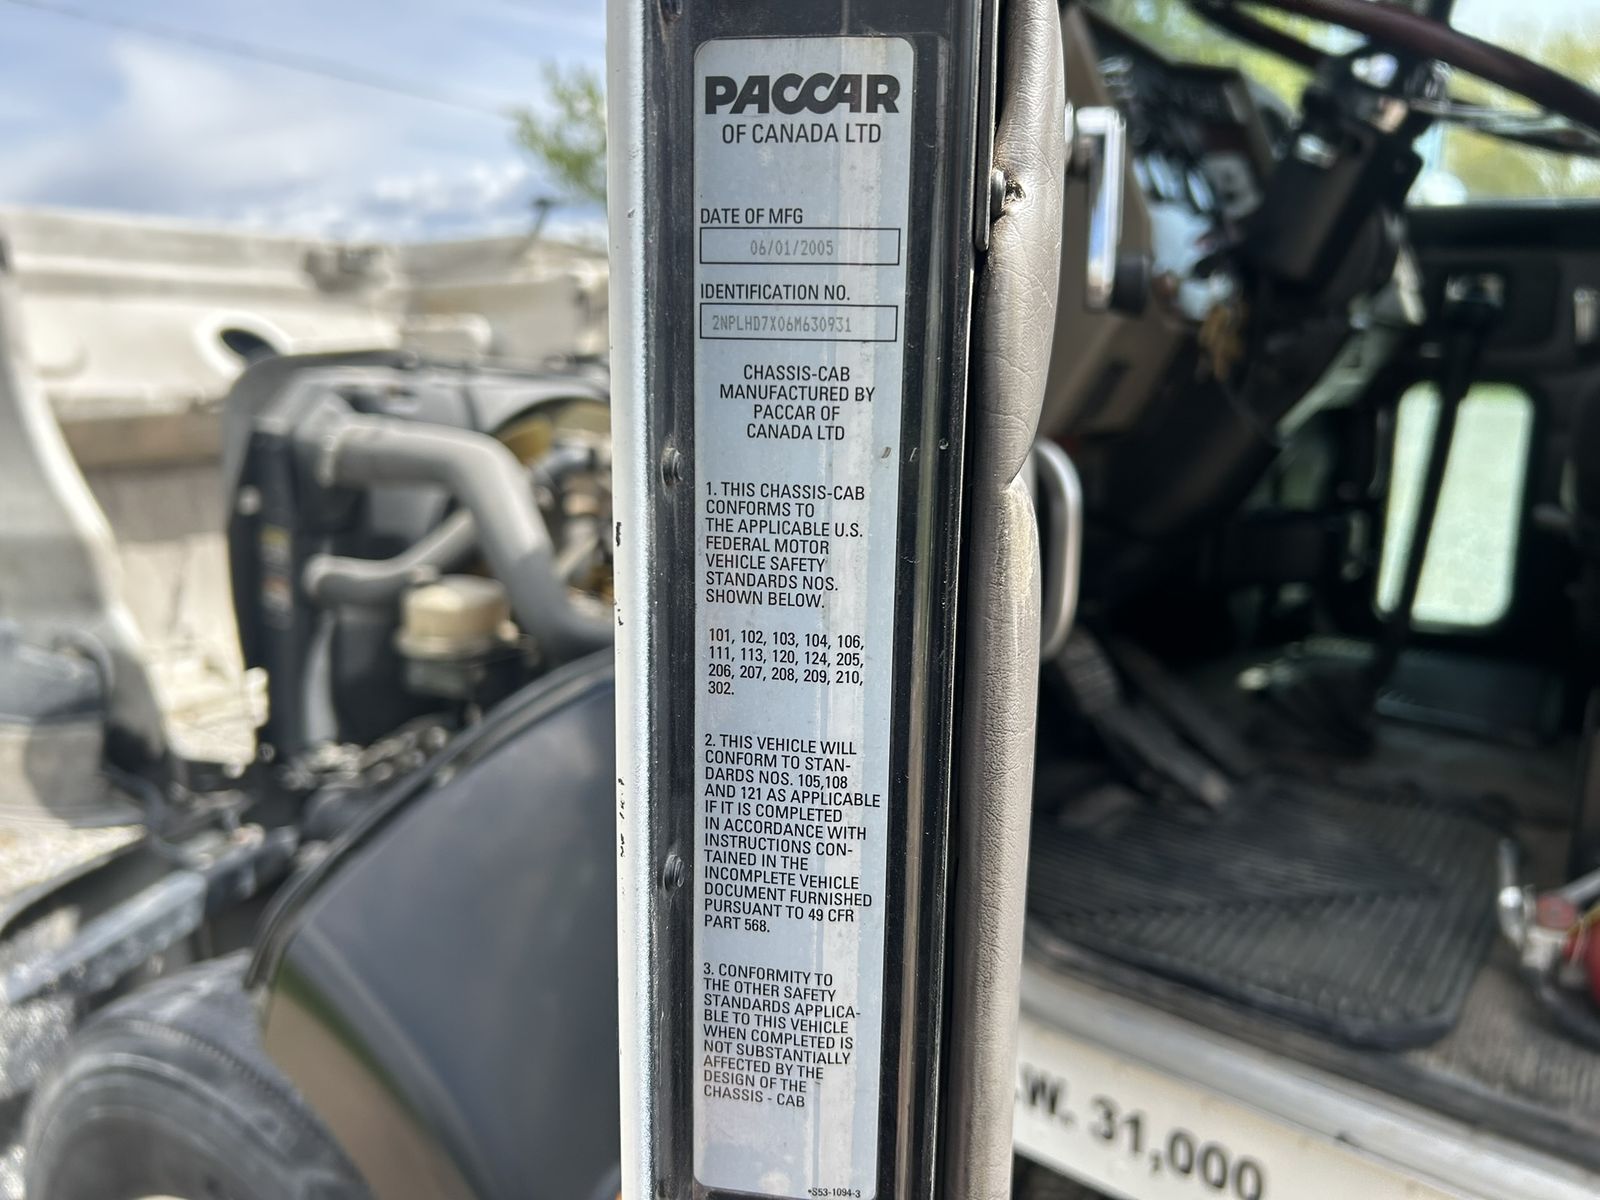 PACCAR
OF CANADA LTD
DATE OF MFG
06/01/2005
IDENTIFICATION NO.
2NPLHD7X06M630931
CHASSIS-CAB
MANUFACTURED BY
PACCAR OF
CANADA LTD
1. THIS CHASSIS-CAB
CONFORMS TO
THE APPLICABLE U.S.
FEDERAL MOTOR
VEHICLE SAFETY
STANDARDS NOS.
SHOWN BELOW.
101, 102, 103, 104, 106,
111, 113, 120, 124, 205,
206, 207, 208, 209, 210,
302.
2. THIS VEHICLE WILL
CONFORM TO STAN-
DARDS NOS. 105,108
AND 121 AS APPLICABLE
IF IT IS COMPLETED
IN ACCORDANCE WITH
INSTRUCTIONS CON-
TAINED IN THE
INCOMPLETE VEHICLE
DOCUMENT FURNISHED
PURSUANT TO 49 CFR
PART 568.
3. CONFORMITY TO
THE OTHER SAFETY
STANDARDS APPLICA-
BLE TO THIS VEHICLE
WHEN COMPLETED IS
NOT SUBSTANTIALLY
AFFECTED BY THE
DESIGN OF THE
CHASSIS - CAB
*S53-1094-3
.W. 31,000